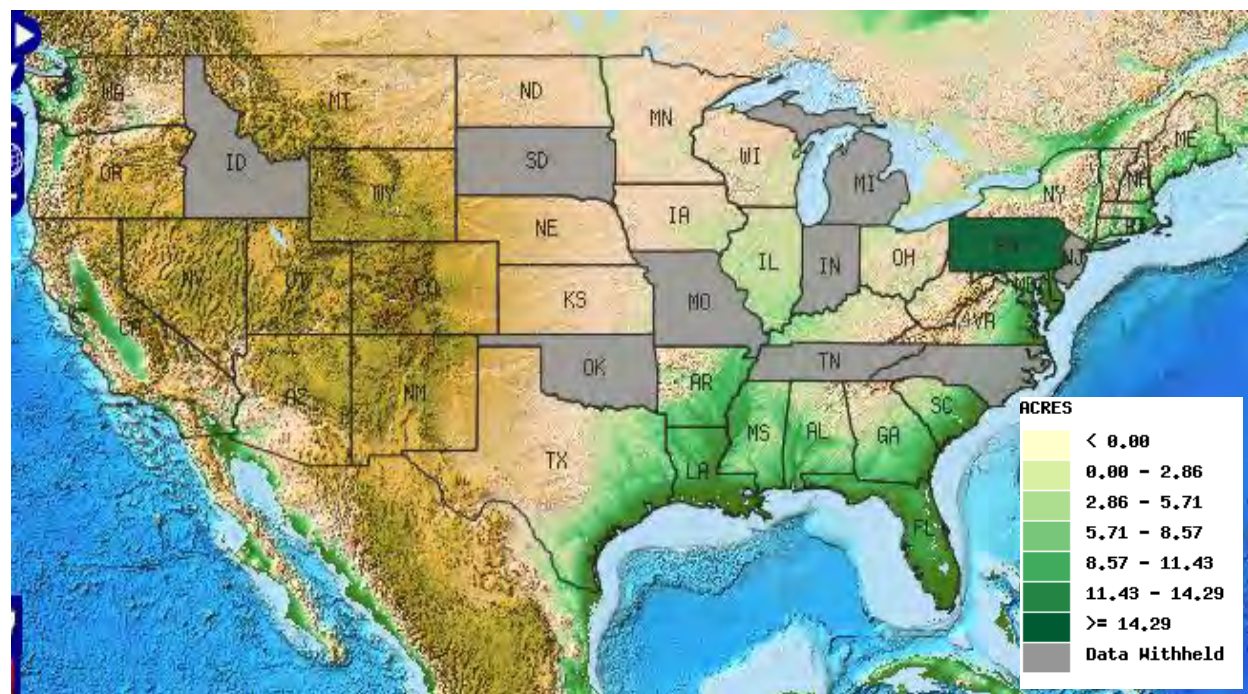 WA
MT
ND
MN
ME
OR
ID
SD
WI
MI
NY
WY
IA
NE
NV
UT
CO
IL
IN
OH
NJ
CA
KS
MO
VA
OK
TN
AR
NM
SC
MS
AL
GA
TX
LA
FL
ACRES
< 0.00
0.00 - 2.86
2.86 - 5.71
5.71 - 8.57
8.57 - 11.43
11.43 - 14.29
>= 14.29
Data Withheld